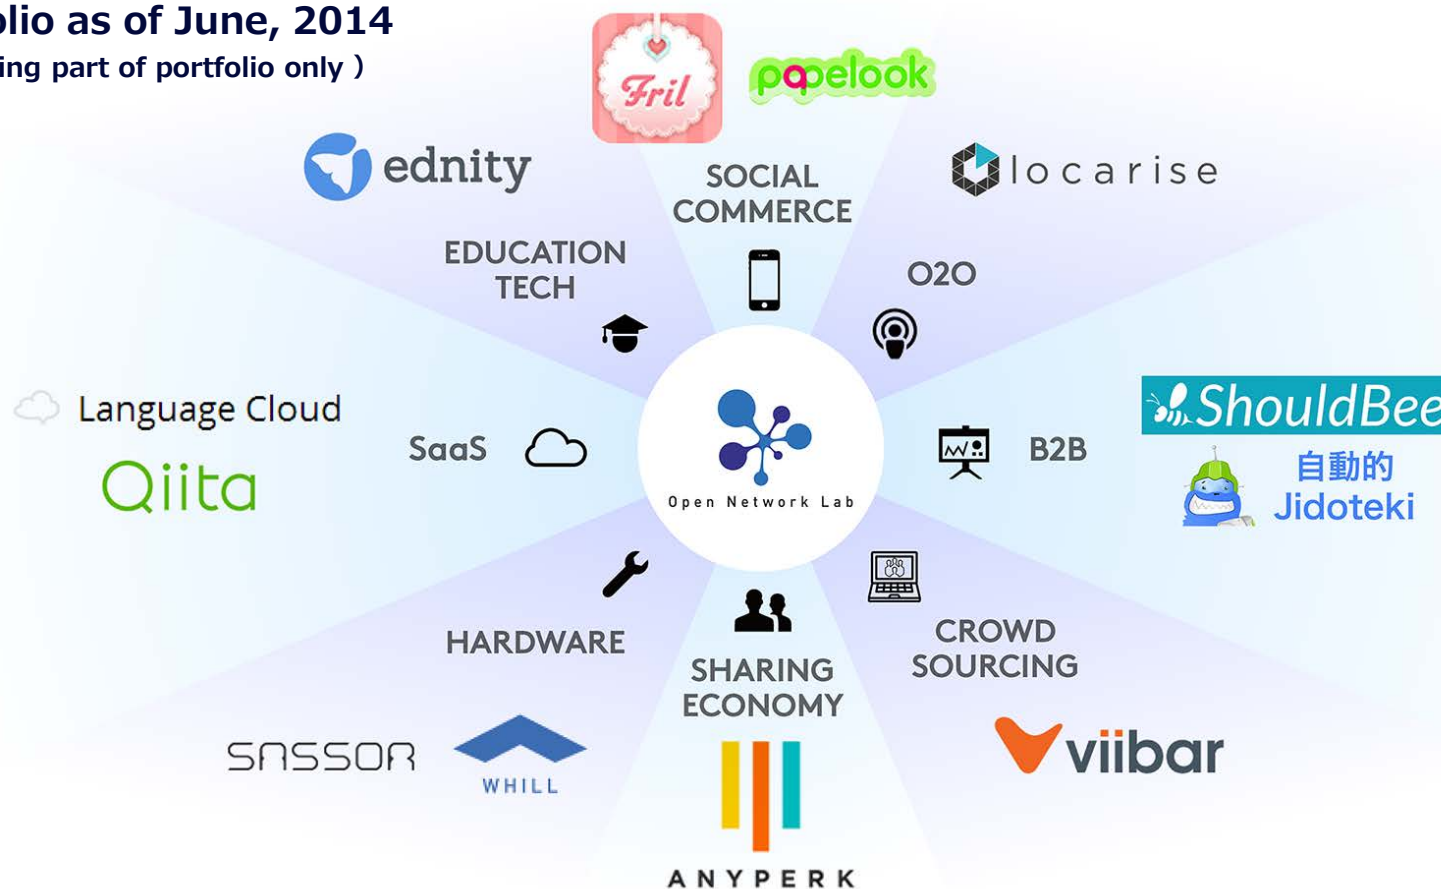 olio as of June, 2014
ing part of portfolio only )
Fril
papelook
ednity
locarise
SOCIAL
COMMERCE
EDUCATION
TECH
O2O
Language Cloud
Qiita
SaaS
Open Network Lab
B2B
ShouldBee
自動的
Jidoteki
HARDWARE
SHARING
ECONOMY
CROWD
SOURCING
SASSOR
WHILL
viibar
ANYPERK